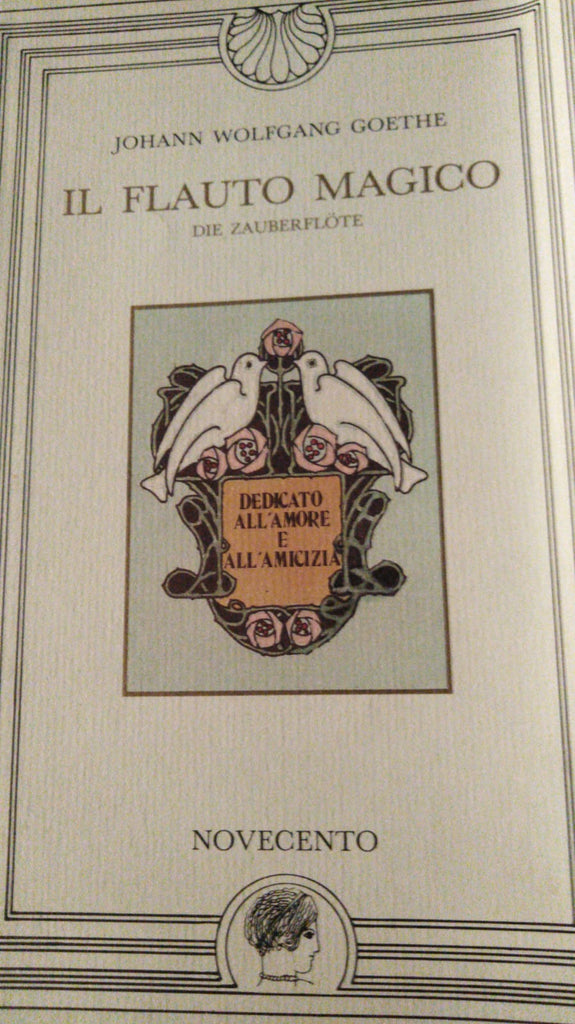 JOHANN WOLFGANG GOETHE
IL FLAUTO MAGICO
DIE ZAUBERFLÖTE
DEDICATO
ALL'AMORE
E
ALL'AMICIZIA
NOVECENTO